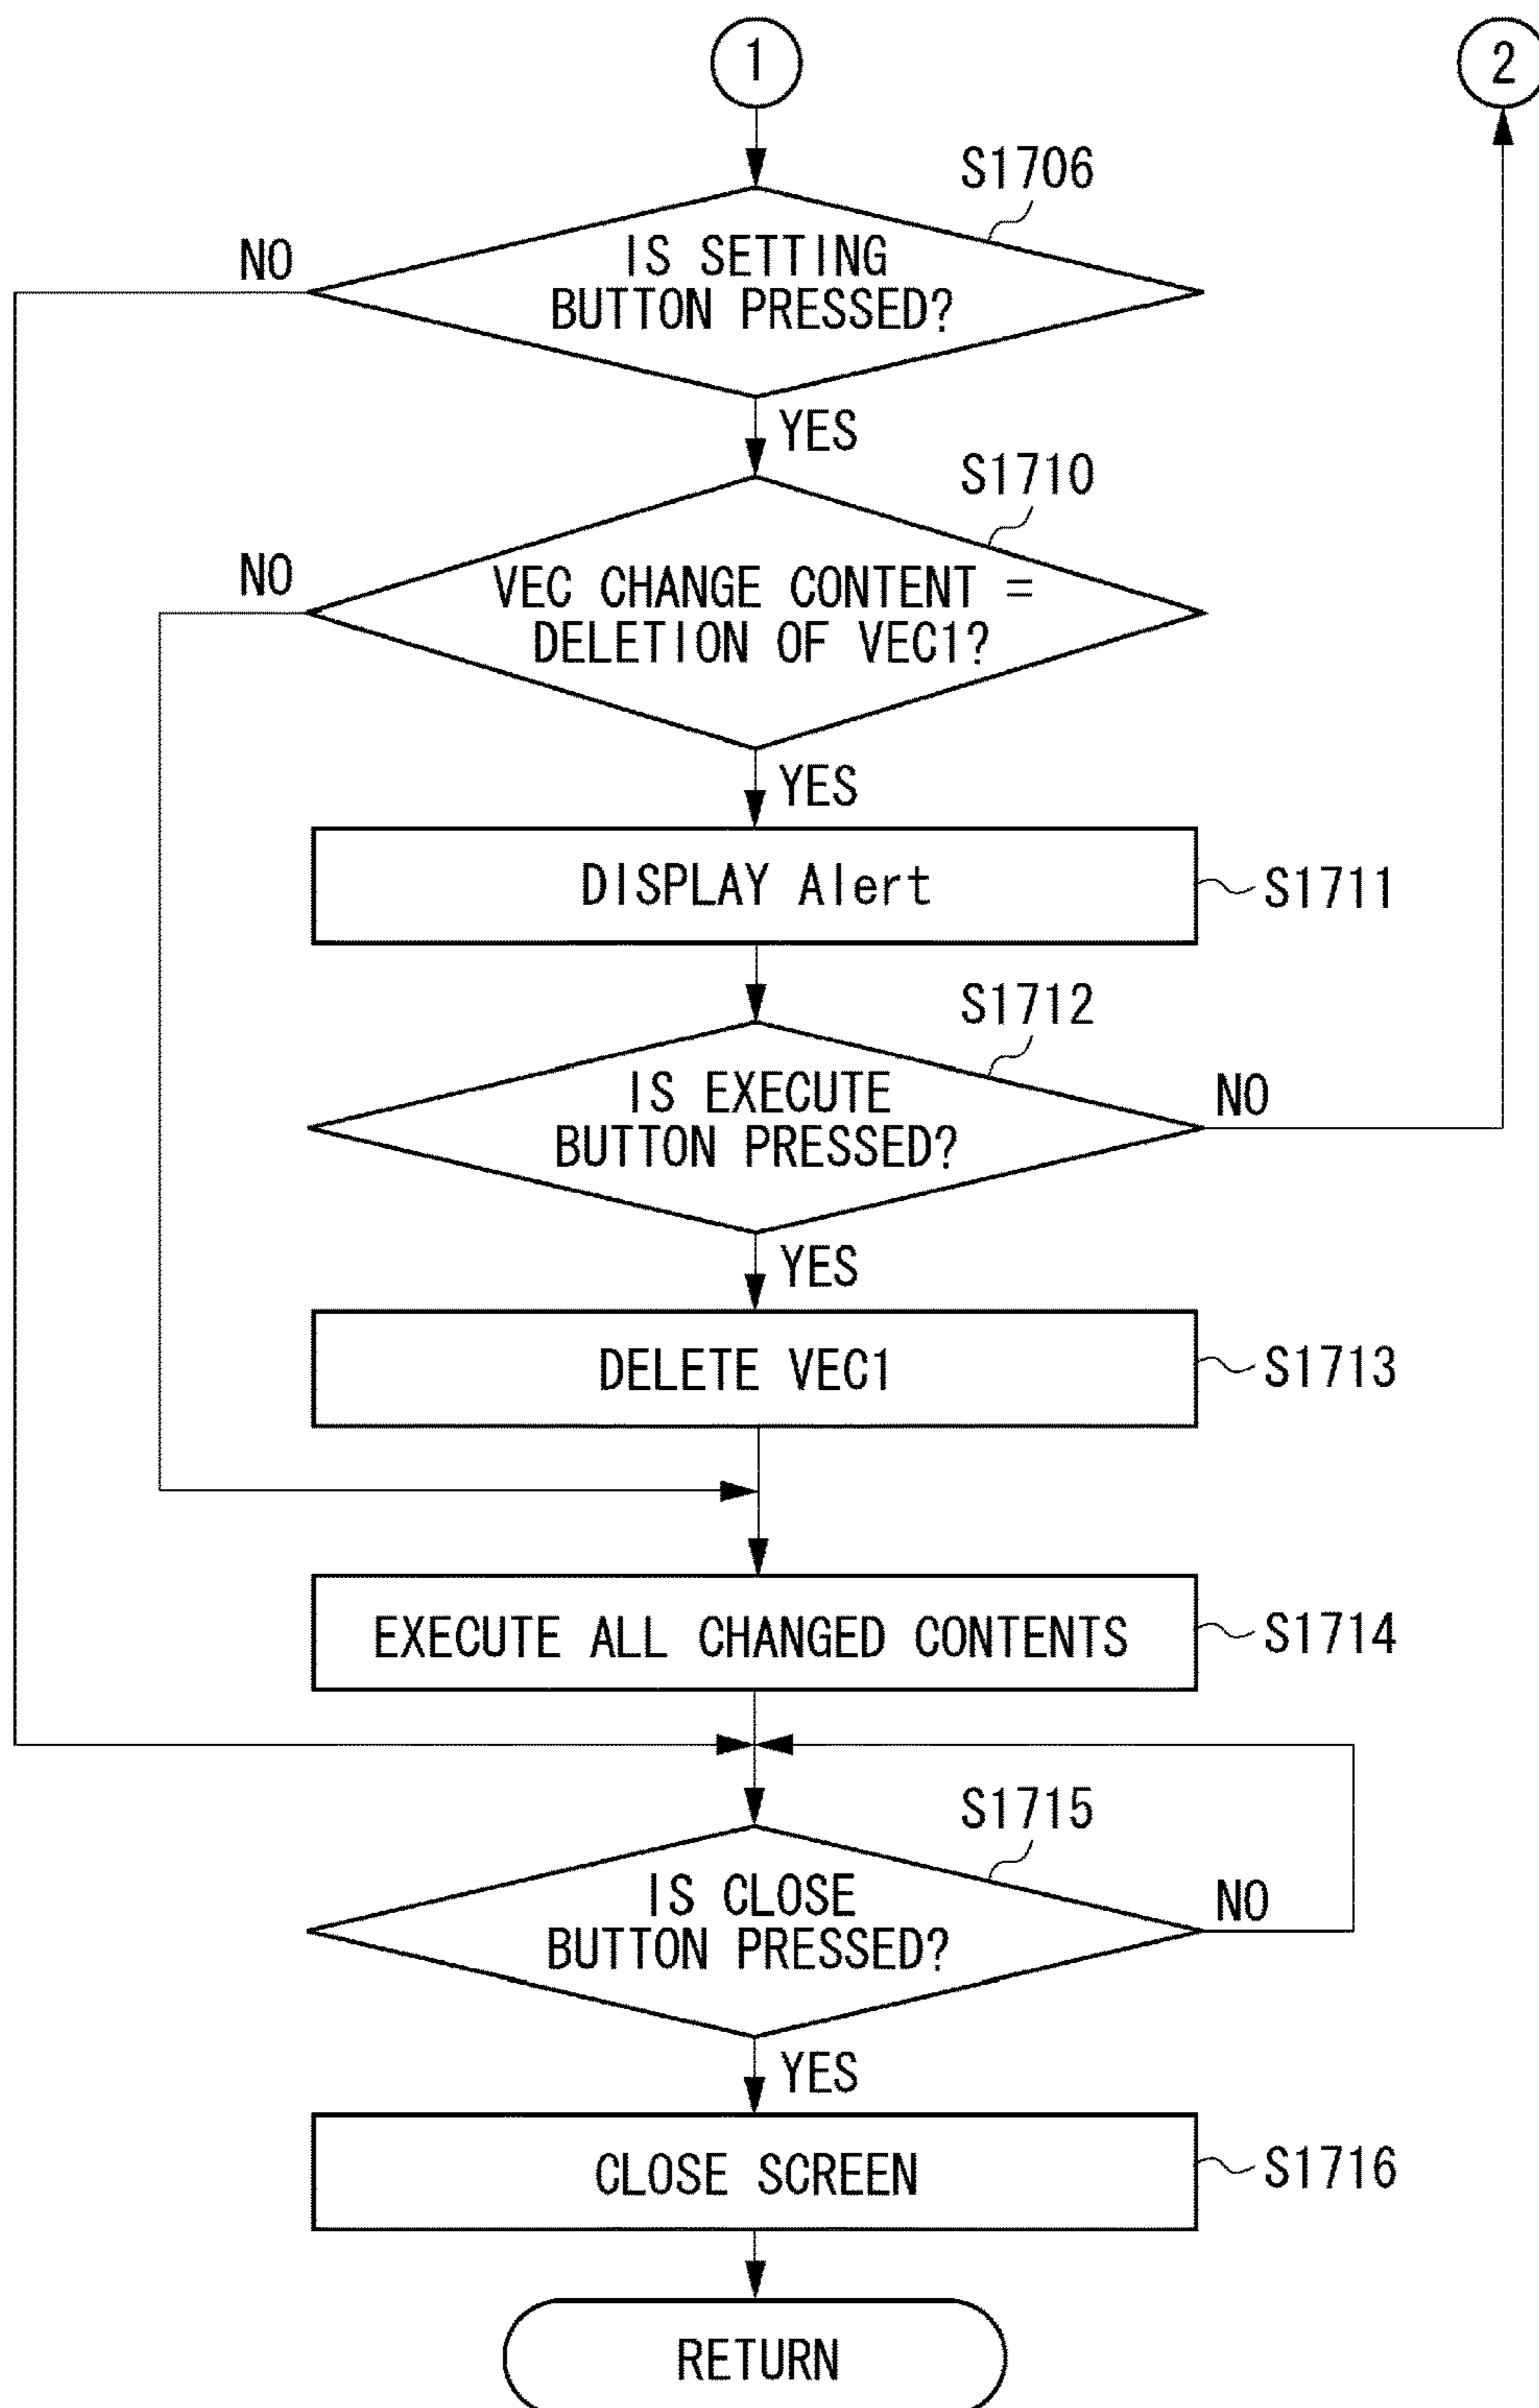 1
2
S1706
NO
IS SETTING
BUTTON PRESSED?
YES
S1710
NO
VEC CHANGE CONTENT =
DELETION OF VEC1?
YES
DISPLAY Alert
S1711
S1712
IS EXECUTE
BUTTON PRESSED?
NO
YES
DELETE VEC1
S1713
EXECUTE ALL CHANGED CONTENTS
S1714
S1715
IS CLOSE
BUTTON PRESSED?
NO
YES
CLOSE SCREEN
S1716
RETURN